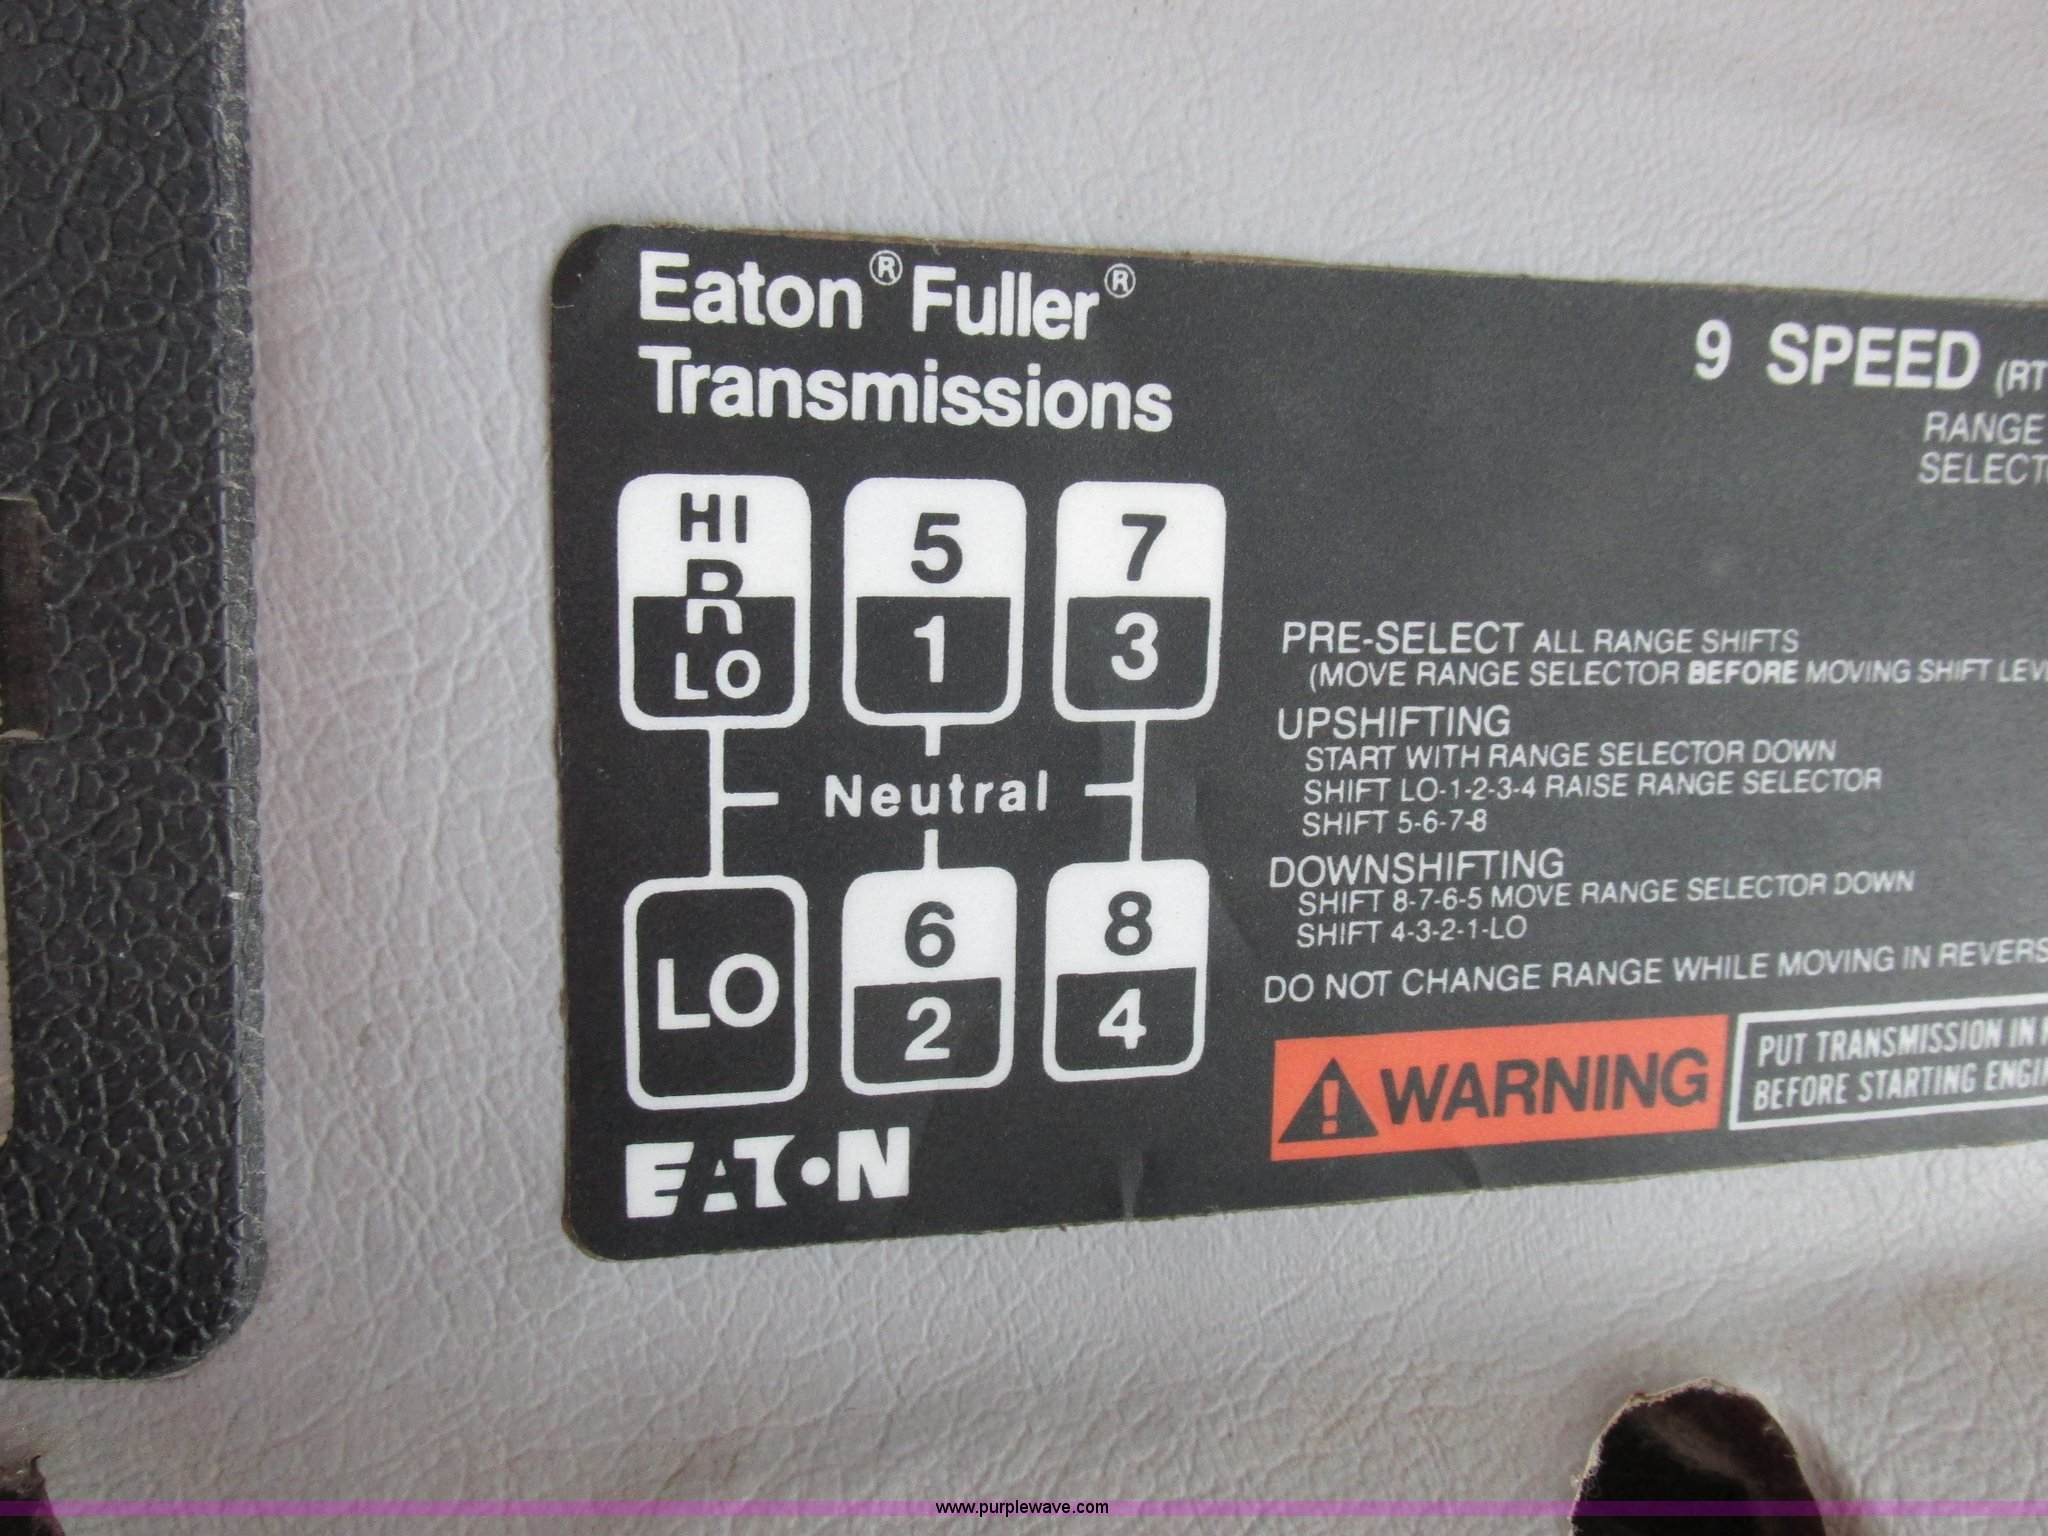 Eaton® Fuller®
Transmissions
9 SPEED (RT
RANGE
HI
R
LO
5
1
7
3
Neutral
LO
6
2
8
4
EATON
PRE-SELECT ALL RANGE SHIFTS
(MOVE RANGE SELECTOR BEFORE MOVING SHIFT
UPSHIFTING
START WITH RANGE SELECTOR DOWN
SHIFT LO-1-2-3-4 RAISE RANGE SELECTOR
SHIFT 5-6-7-8
DOWNSHIFTING
SHIFT 8-7-6-5 MOVE RANGE SELECTOR DOWN
SHIFT 4-3-2-1-LO
DO NOT CHANGE RANGE WHILE MOVING IN
WARNING
PUT TRANSMISSION IN
BEFORE STARTING
www.purplewave.com